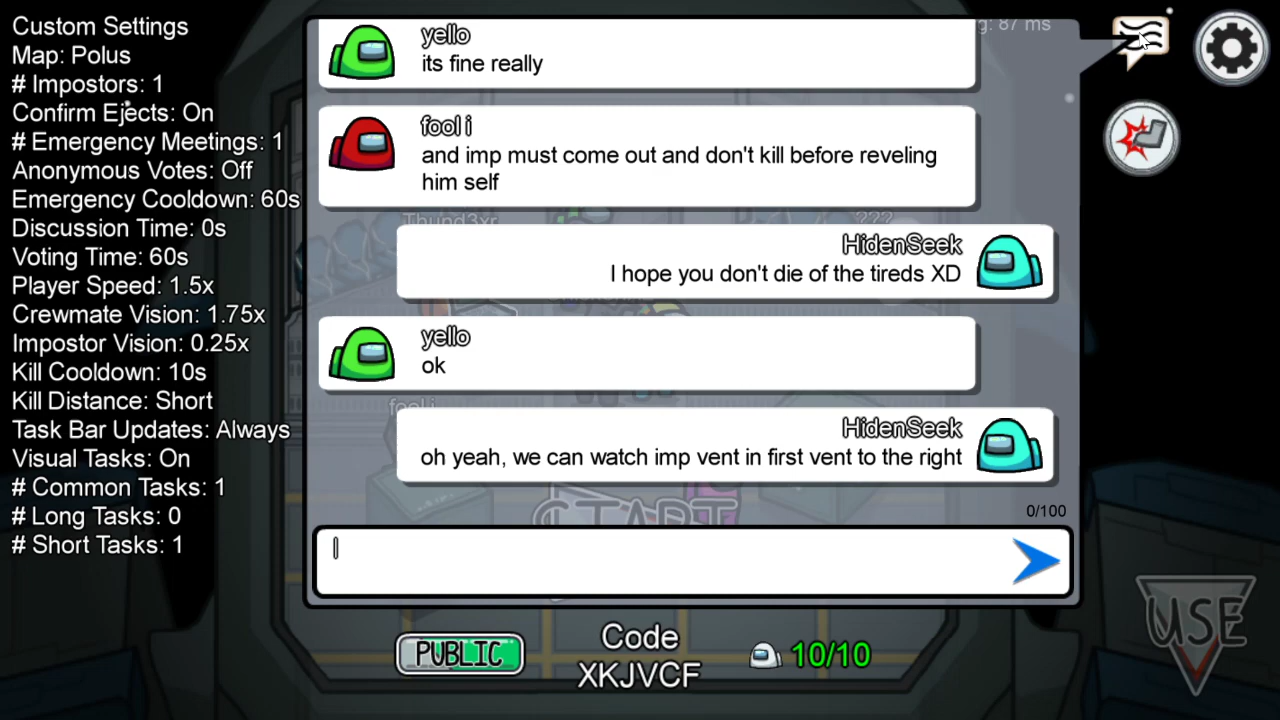 Custom Settings
Map: Polus
# Impostors: 1
Confirm Ejects: On
# Emergency Meetings: 1
Anonymous Votes: Off
Emergency Cooldown: 60s
Discussion Time: 0s
Voting Time: 60s
Player Speed: 1.5x
Crewmate Vision: 1.75x
Impostor Vision: 0.25x
Kill Cooldown: 10s
Kill Distance: Short
Task Bar Updates: Always
Visual Tasks: On
# Common Tasks: 1
# Long Tasks: 0
# Short Tasks: 1
g: 87 ms
yello
its fine really
fool i
and imp must come out and don't kill before reveling
him self
Thund3xr
???
HidenSeek
I hope you don't die of the tireds XD
yello
ok
fool i
HidenSeek
oh yeah, we can watch imp vent in first vent to the right
START
0/100
PUBLIC
Code
XKJVCF
10/10
USE